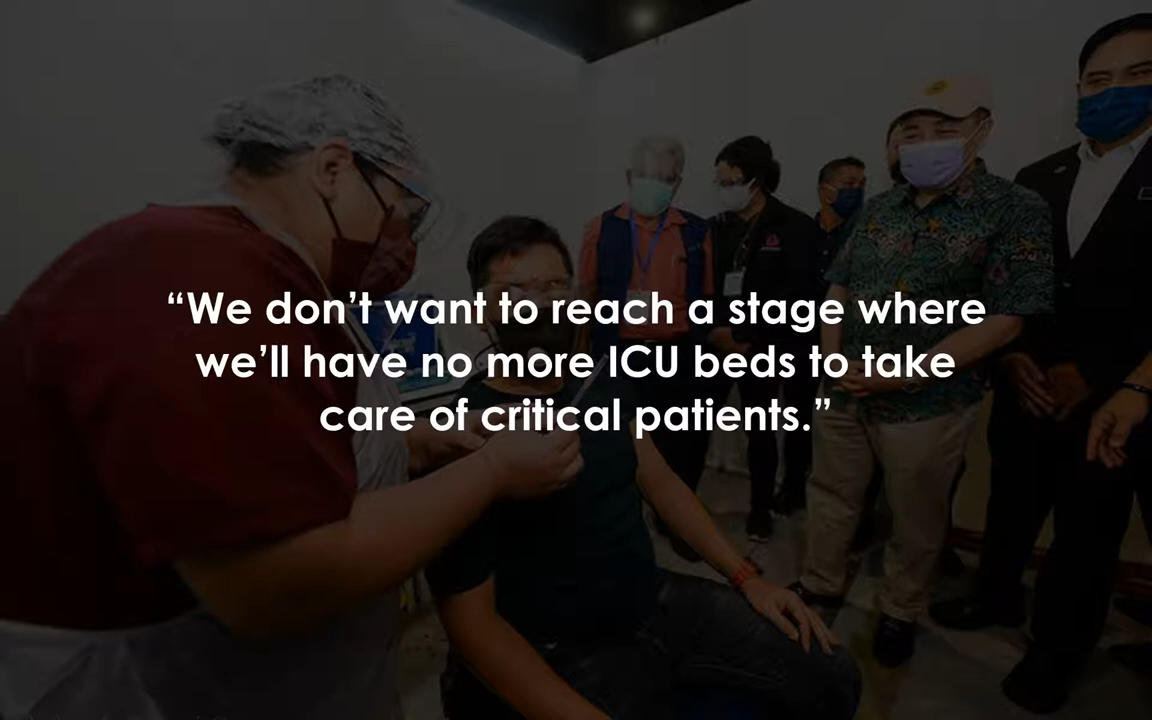 “We don’t want to reach a stage where
we’ll have no more ICU beds to take
care of critical patients.”